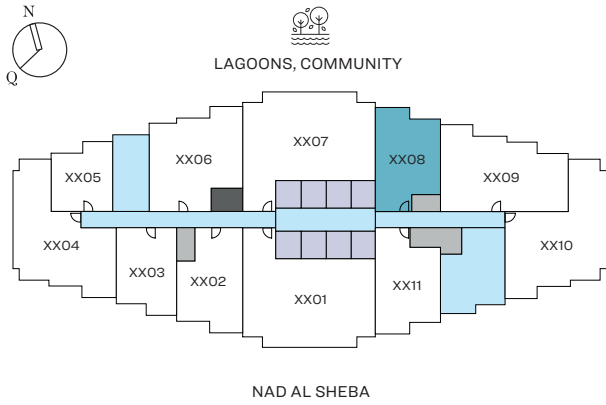 N
Q
LAGOONS, COMMUNITY
XX07
XX06
XX08
XX05
XX09
XX04
XX10
XX03
XX02
XX01
XX11
NAD AL SHEBA